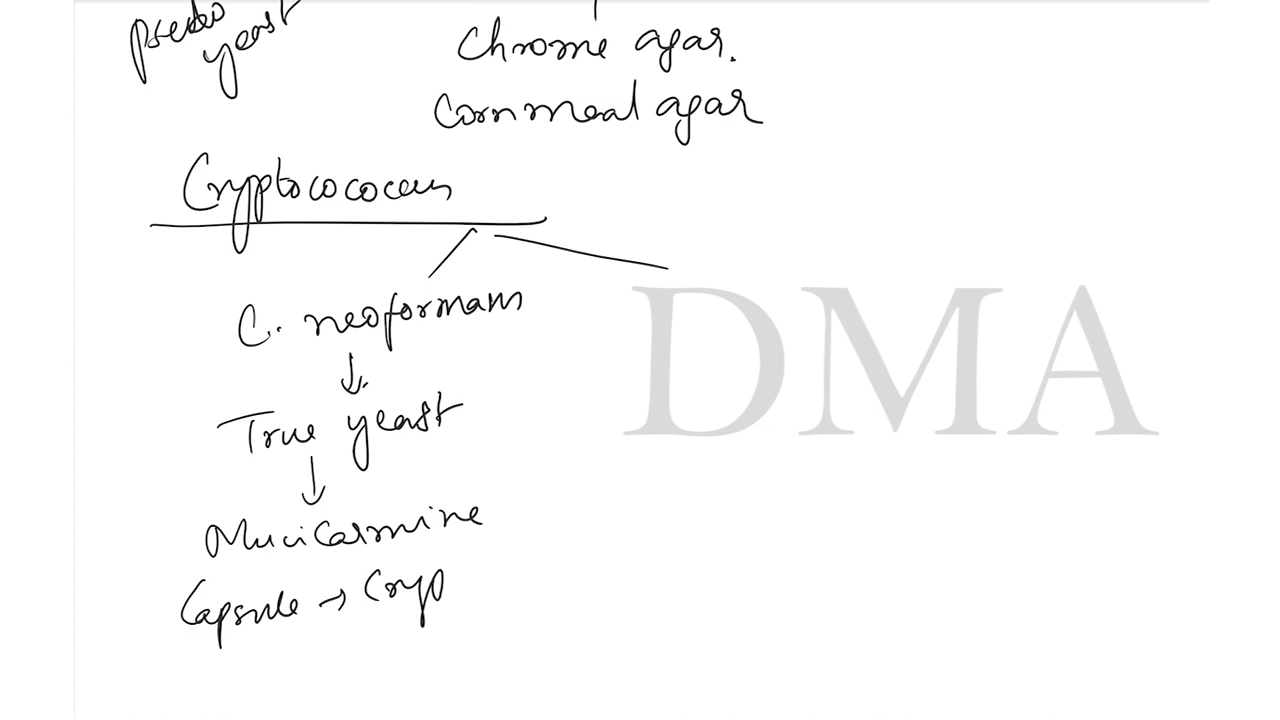 pseudo
yeast
Chrome agar.
Cornmeal agar
Cryptococcus
C. neoformans
True yeast
DMA
Mucicarmine
Capsule → Cryp